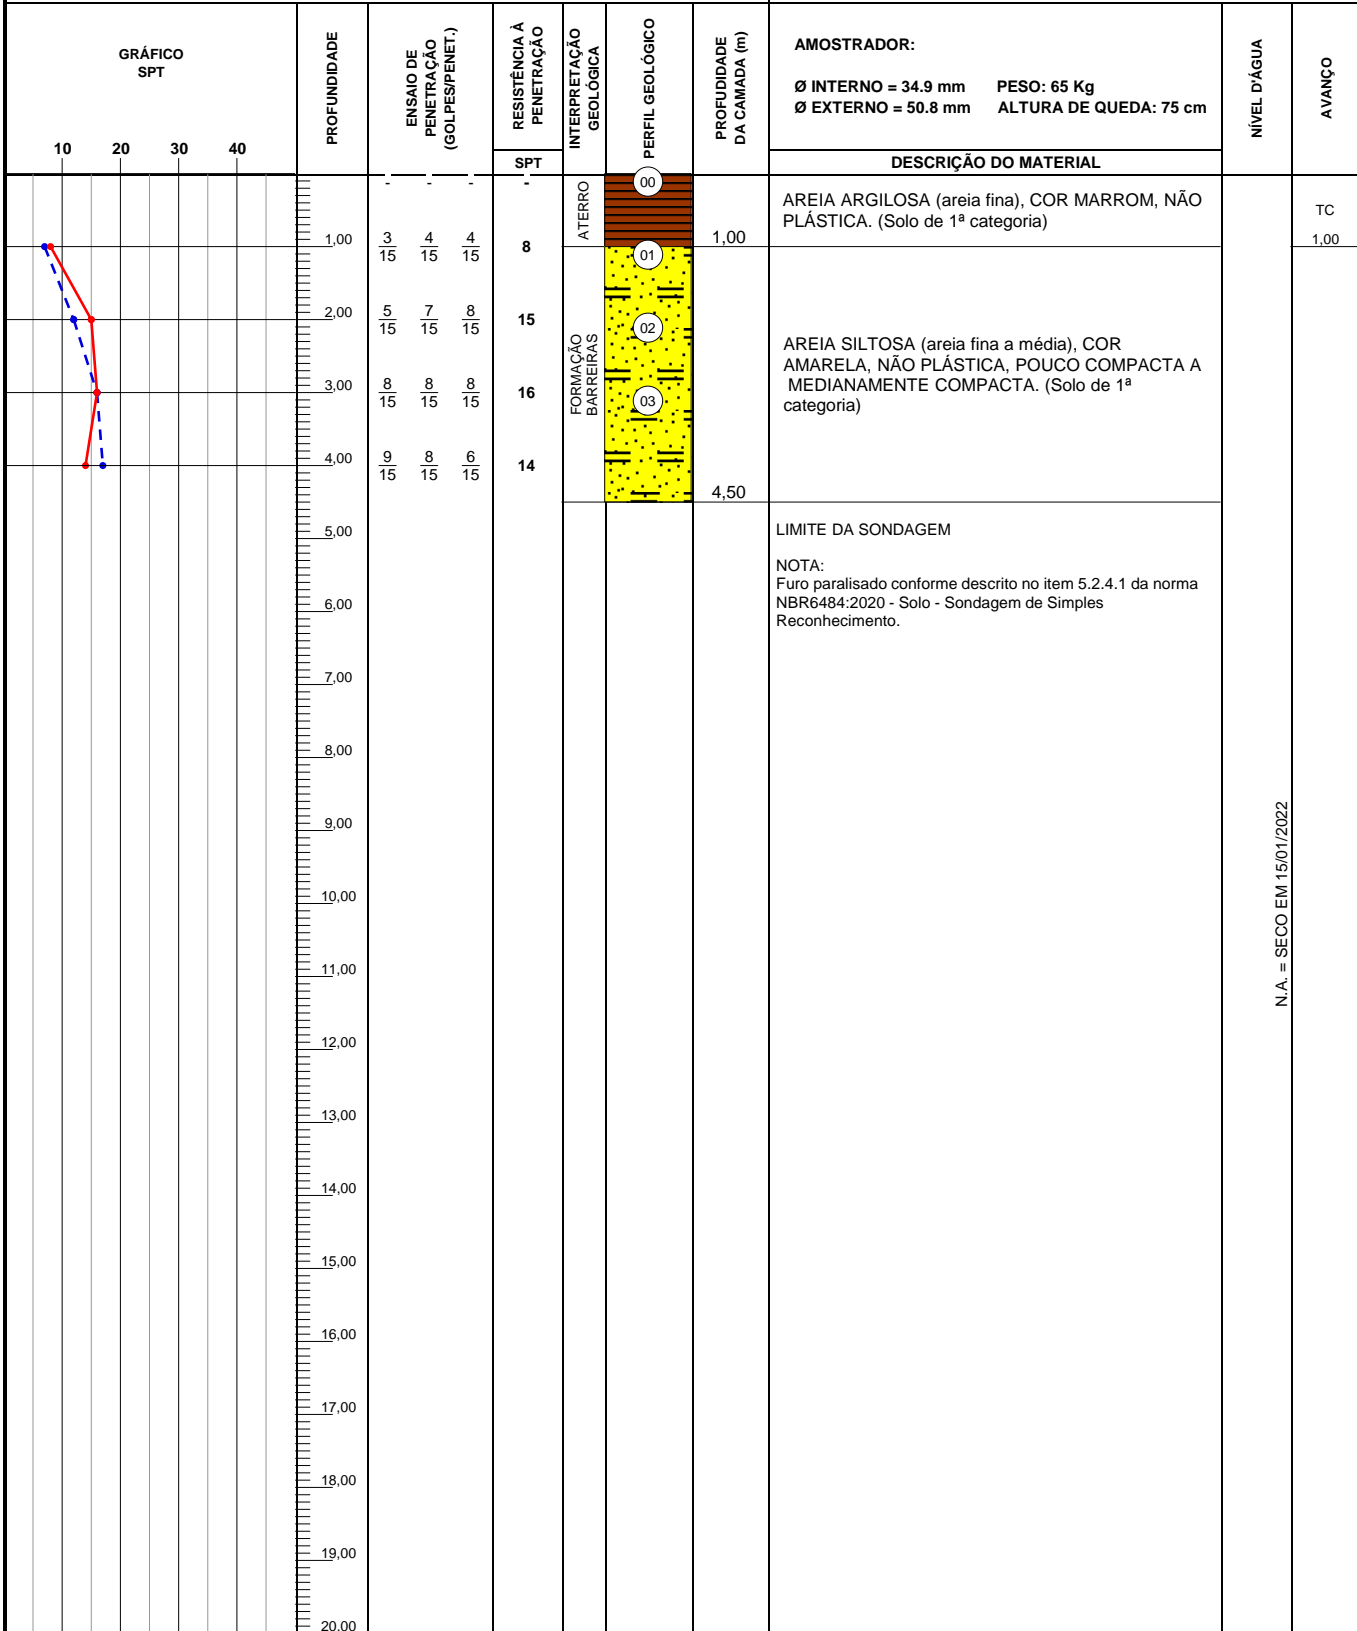 GRÁFICO
SPT
10 20 30 40
PROFUNDIDADE
ENSAIO DE
PENETRAÇÃO
(GOLPES/PENET.)
RESISTÊNCIA À
PENETRAÇÃO
SPT
INTERPRETAÇÃO
GEOLÓGICA
PERFIL GEOLÓGICO
PROFUDIDADE
DA CAMADA (m)
AMOSTRADOR:
Ø INTERNO = 34.9 mm PESO: 65 Kg
Ø EXTERNO = 50.8 mm ALTURA DE QUEDA: 75 cm
DESCRIÇÃO DO MATERIAL
NÍVEL D'ÁGUA
AVANÇO
- - - -
00
ATERRO
AREIA ARGILOSA (areia fina), COR MARROM, NÃO
PLÁSTICA. (Solo de 1ª categoria)
TC
1,00
1,00
3 4 4
15 15 15
8
1,00
01
2,00
5 7 8
15 15 15
15
02
FORMAÇÃO
BARREIRAS
AREIA SILTOSA (areia fina a média), COR
AMARELA, NÃO PLÁSTICA, POUCO COMPACTA A
MEDIANAMENTE COMPACTA. (Solo de 1ª
categoria)
3,00
8 8 8
15 15 15
16
03
4,00
9 8 6
15 15 15
14
4,50
LIMITE DA SONDAGEM
NOTA:
Furo paralisado conforme descrito no item 5.2.4.1 da norma
NBR6484:2020 - Solo - Sondagem de Simples
Reconhecimento.
5,00
6,00
7,00
8,00
9,00
10,00
11,00
12,00
13,00
14,00
15,00
16,00
17,00
18,00
19,00
20,00
N.A. = SECO EM 15/01/2022